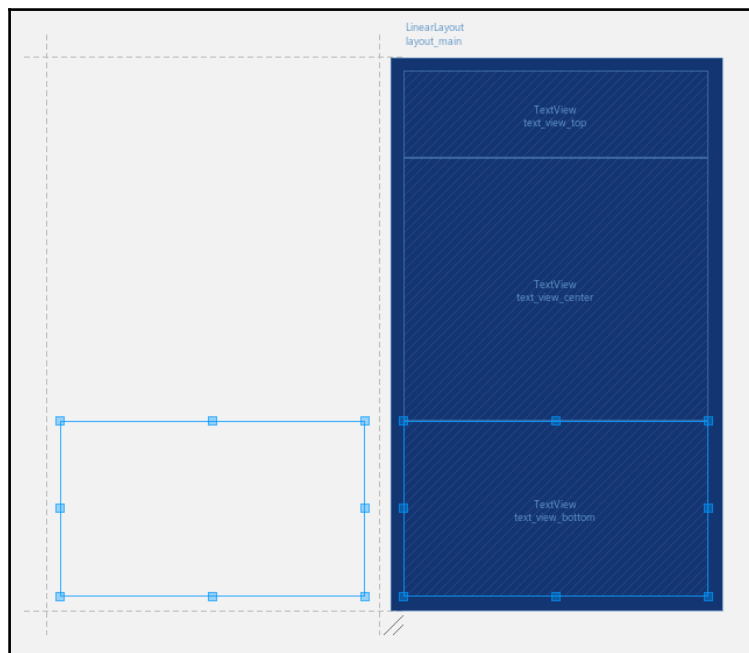 LinearLayout
layout_main
TextView
text_view_top
TextView
text_view_center
TextView
text_view_bottom